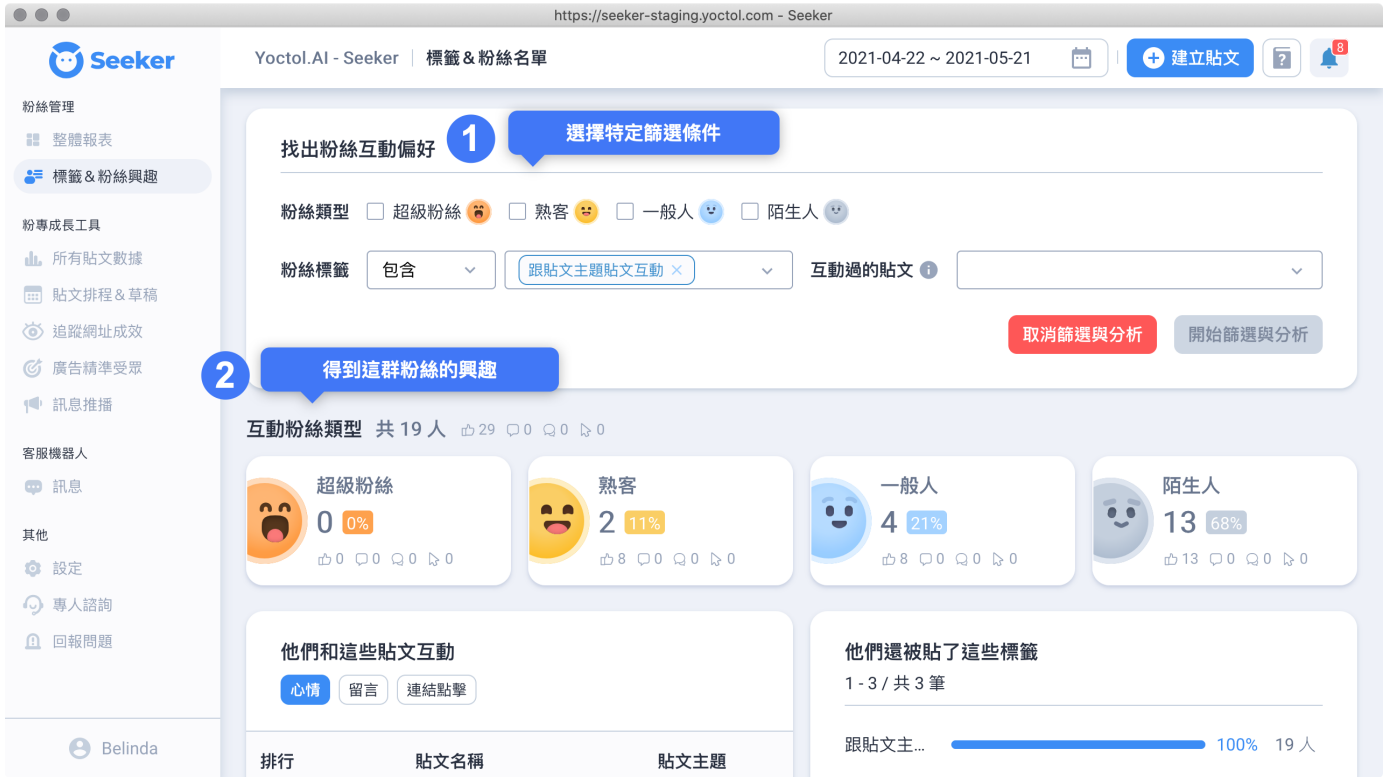 https://seeker-staging.yoctol.com - Seeker
Seeker
Yoctol.AI - Seeker | 標籤&粉絲名單
2021-04-22 ~ 2021-05-21
建立貼文
?
8
粉絲管理
整體報表
標籤&粉絲興趣
粉專成長工具
所有貼文數據
貼文排程&草稿
追蹤網址成效
廣告精準受眾
訊息推播
客服機器人
訊息
其他
設定
專人諮詢
回報問題
Belinda
找出粉絲互動偏好
1 選擇特定篩選條件
粉絲類型 超級粉絲 熟客 一般人 陌生人
粉絲標籤 包含 跟貼文主題貼文互動 × 互動過的貼文 i
取消篩選與分析 開始篩選與分析
2 得到這群粉絲的興趣
互動粉絲類型 共 19 人 29 0 0 0
超級粉絲
0 0%
0 0 0 0
熟客
2 11%
8 0 0 0
一般人
4 21%
8 0 0 0
陌生人
13 68%
13 0 0 0
他們和這些貼文互動
心情 留言 連結點擊
排行 貼文名稱 貼文主題
他們還被貼了這些標籤
1 - 3 / 共 3 筆
跟貼文主... 100% 19 人